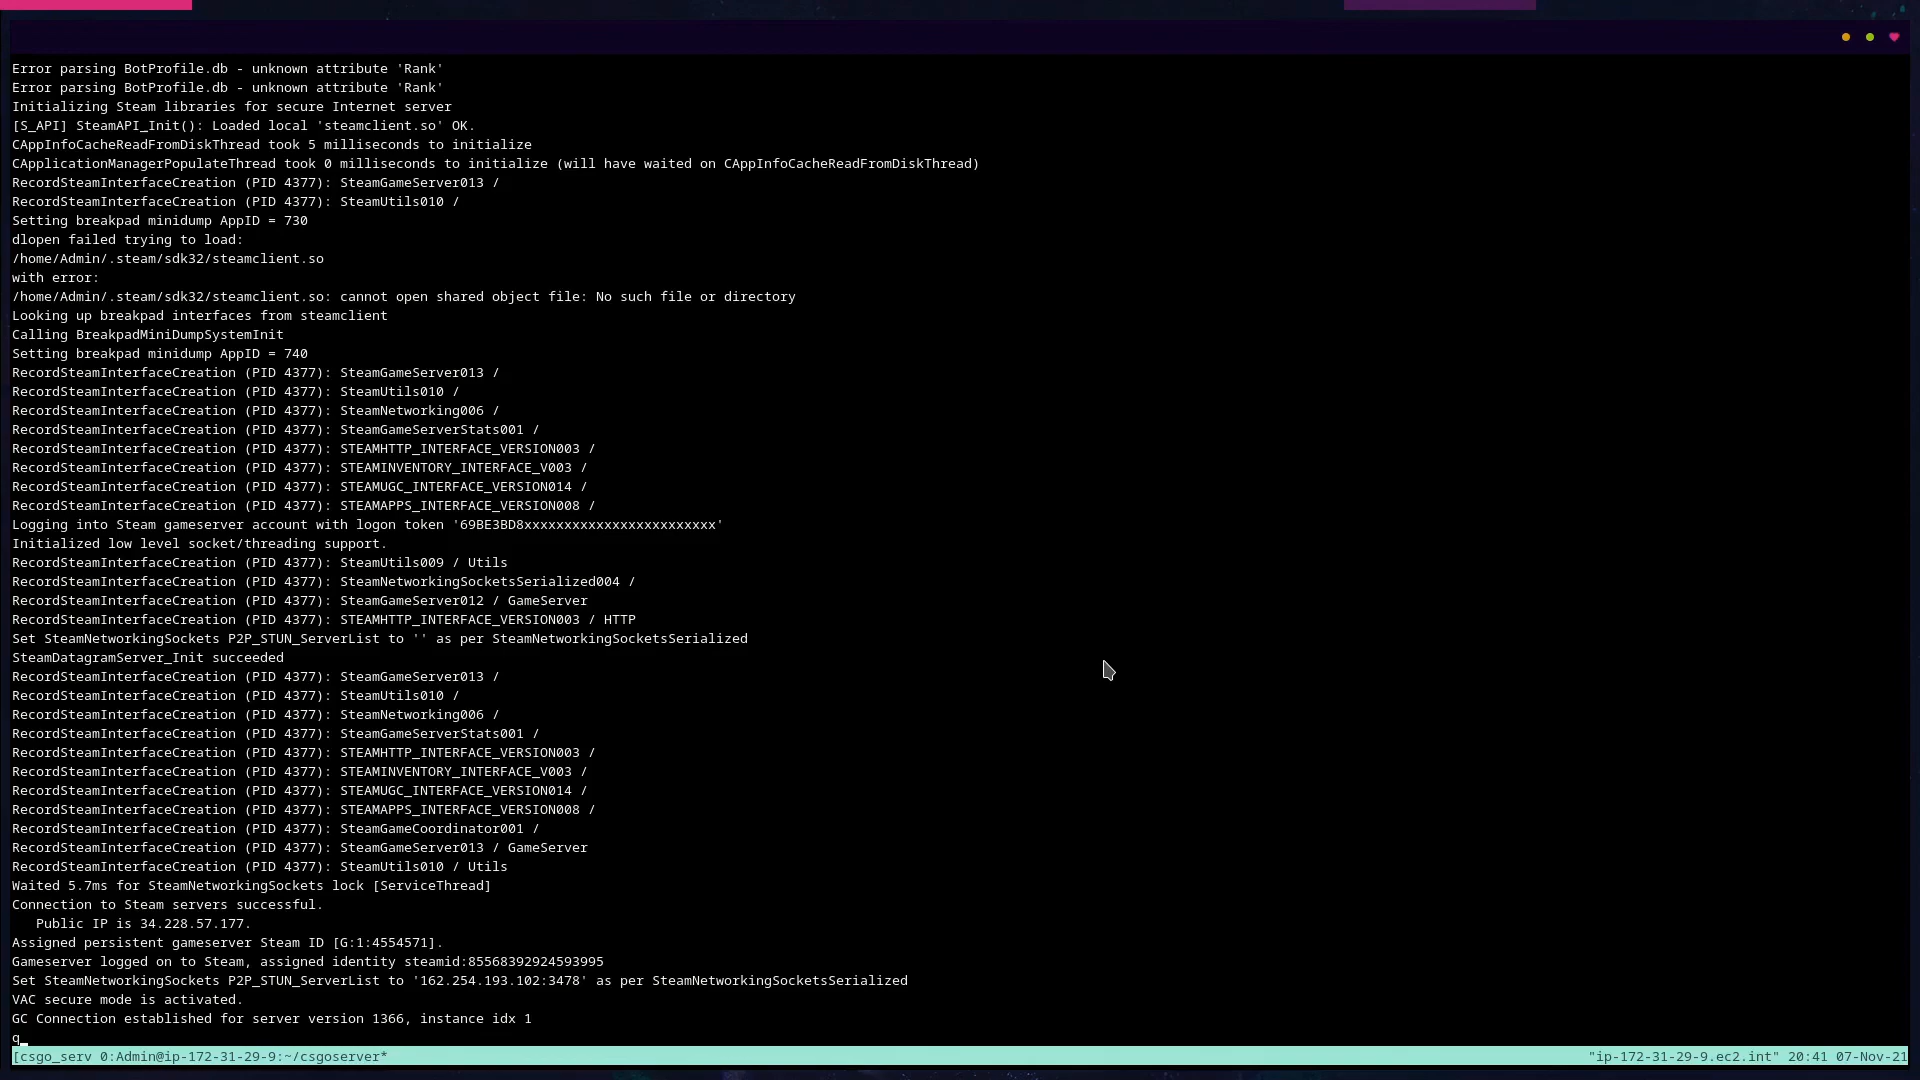 Error parsing BotProfile.db - unknown attribute 'Rank'
Error parsing BotProfile.db - unknown attribute 'Rank'
Initializing Steam libraries for secure Internet server
[S_API] SteamAPI_Init(): Loaded local 'steamclient.so' OK.
CAppInfoCacheReadFromDiskThread took 5 milliseconds to initialize
CApplicationManagerPopulateThread took 0 milliseconds to initialize (will have waited on CAppInfoCacheReadFromDiskThread)
RecordSteamInterfaceCreation (PID 4377): SteamGameServer013 /
RecordSteamInterfaceCreation (PID 4377): SteamUtils010 /
Setting breakpad minidump AppID = 730
dlopen failed trying to load:
/home/Admin/.steam/sdk32/steamclient.so
with error:
/home/Admin/.steam/sdk32/steamclient.so: cannot open shared object file: No such file or directory
Looking up breakpad interfaces from steamclient
Calling BreakpadMiniDumpSystemInit
Setting breakpad minidump AppID = 740
RecordSteamInterfaceCreation (PID 4377): SteamGameServer013 /
RecordSteamInterfaceCreation (PID 4377): SteamUtils010 /
RecordSteamInterfaceCreation (PID 4377): SteamNetworking006 /
RecordSteamInterfaceCreation (PID 4377): SteamGameServerStats001 /
RecordSteamInterfaceCreation (PID 4377): STEAMHTTP_INTERFACE_VERSION003 /
RecordSteamInterfaceCreation (PID 4377): STEAMINVENTORY_INTERFACE_V003 /
RecordSteamInterfaceCreation (PID 4377): STEAMUGC_INTERFACE_VERSION014 /
RecordSteamInterfaceCreation (PID 4377): STEAMAPPS_INTERFACE_VERSION008 /
Logging into Steam gameserver account with logon token '69BE3BD8xxxxxxxxxxxxxxxxxxxxxxxx'
Initialized low level socket/threading support.
RecordSteamInterfaceCreation (PID 4377): SteamUtils009 / Utils
RecordSteamInterfaceCreation (PID 4377): SteamNetworkingSocketsSerialized004 /
RecordSteamInterfaceCreation (PID 4377): SteamGameServer012 / GameServer
RecordSteamInterfaceCreation (PID 4377): STEAMHTTP_INTERFACE_VERSION003 / HTTP
Set SteamNetworkingSockets P2P_STUN_ServerList to '' as per SteamNetworkingSocketsSerialized
SteamDatagramServer_Init succeeded
RecordSteamInterfaceCreation (PID 4377): SteamGameServer013 /
RecordSteamInterfaceCreation (PID 4377): SteamUtils010 /
RecordSteamInterfaceCreation (PID 4377): SteamNetworking006 /
RecordSteamInterfaceCreation (PID 4377): SteamGameServerStats001 /
RecordSteamInterfaceCreation (PID 4377): STEAMHTTP_INTERFACE_VERSION003 /
RecordSteamInterfaceCreation (PID 4377): STEAMINVENTORY_INTERFACE_V003 /
RecordSteamInterfaceCreation (PID 4377): STEAMUGC_INTERFACE_VERSION014 /
RecordSteamInterfaceCreation (PID 4377): STEAMAPPS_INTERFACE_VERSION008 /
RecordSteamInterfaceCreation (PID 4377): SteamGameCoordinator001 /
RecordSteamInterfaceCreation (PID 4377): SteamGameServer013 / GameServer
RecordSteamInterfaceCreation (PID 4377): SteamUtils010 / Utils
Waited 5.7ms for SteamNetworkingSockets lock [ServiceThread]
Connection to Steam servers successful.
   Public IP is 34.228.57.177.
Assigned persistent gameserver Steam ID [G:1:4554571].
Gameserver logged on to Steam, assigned identity steamid:85568392924593995
Set SteamNetworkingSockets P2P_STUN_ServerList to '162.254.193.102:3478' as per SteamNetworkingSocketsSerialized
VAC secure mode is activated.
GC Connection established for server version 1366, instance idx 1
q
[csgo_serv 0:Admin@ip-172-31-29-9:~/csgoserver* "ip-172-31-29-9.ec2.int" 20:41 07-Nov-21